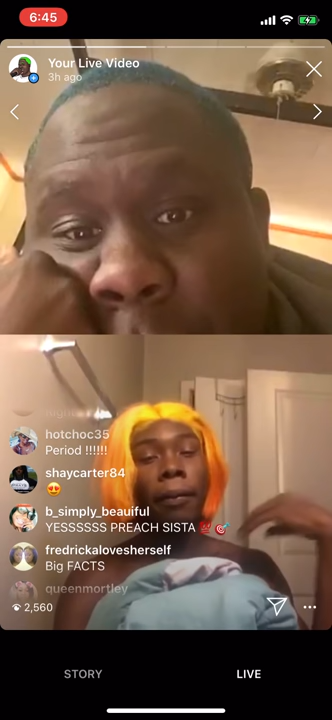 6:45
Your Live Video
3h ago
hotchoc35
Period !!!!!!
shaycarter84
😍
b_simply_beauiful
YESSSSSS PREACH SISTA 👹 🎯
fredrickalovesherself
Big FACTS
queenmortley
2,560
STORY
LIVE